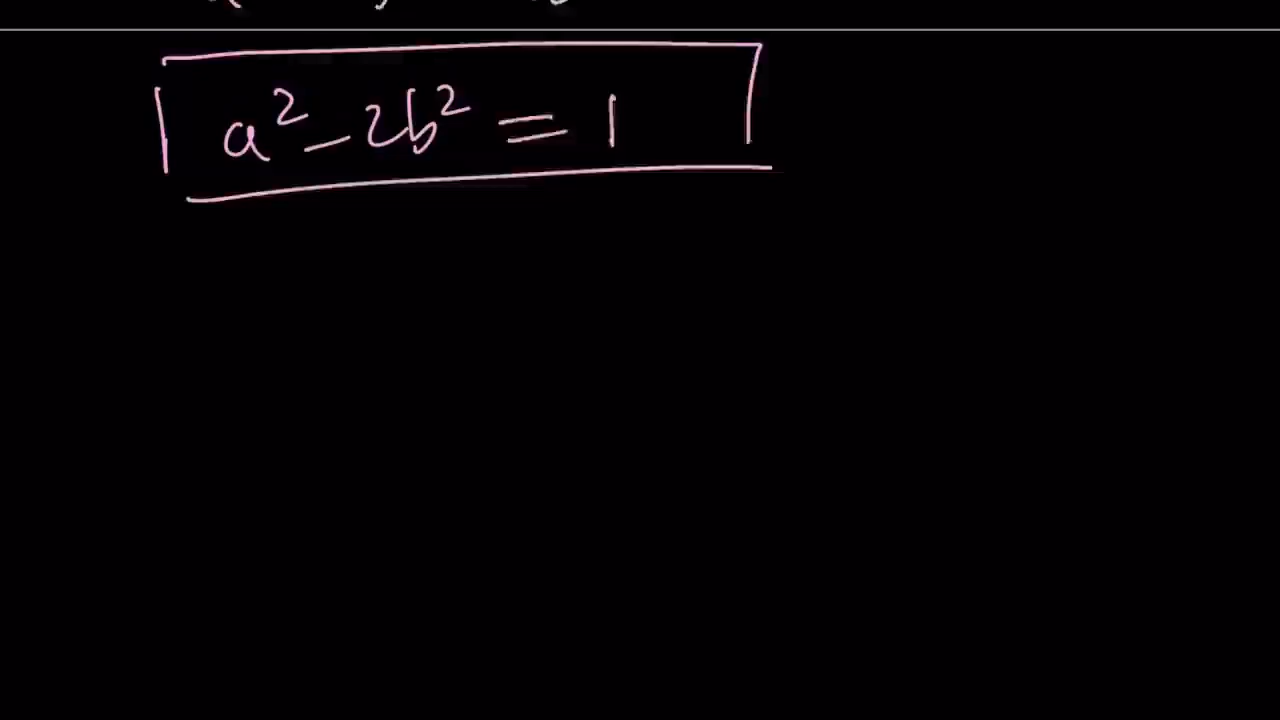 a² - 2b² = 1